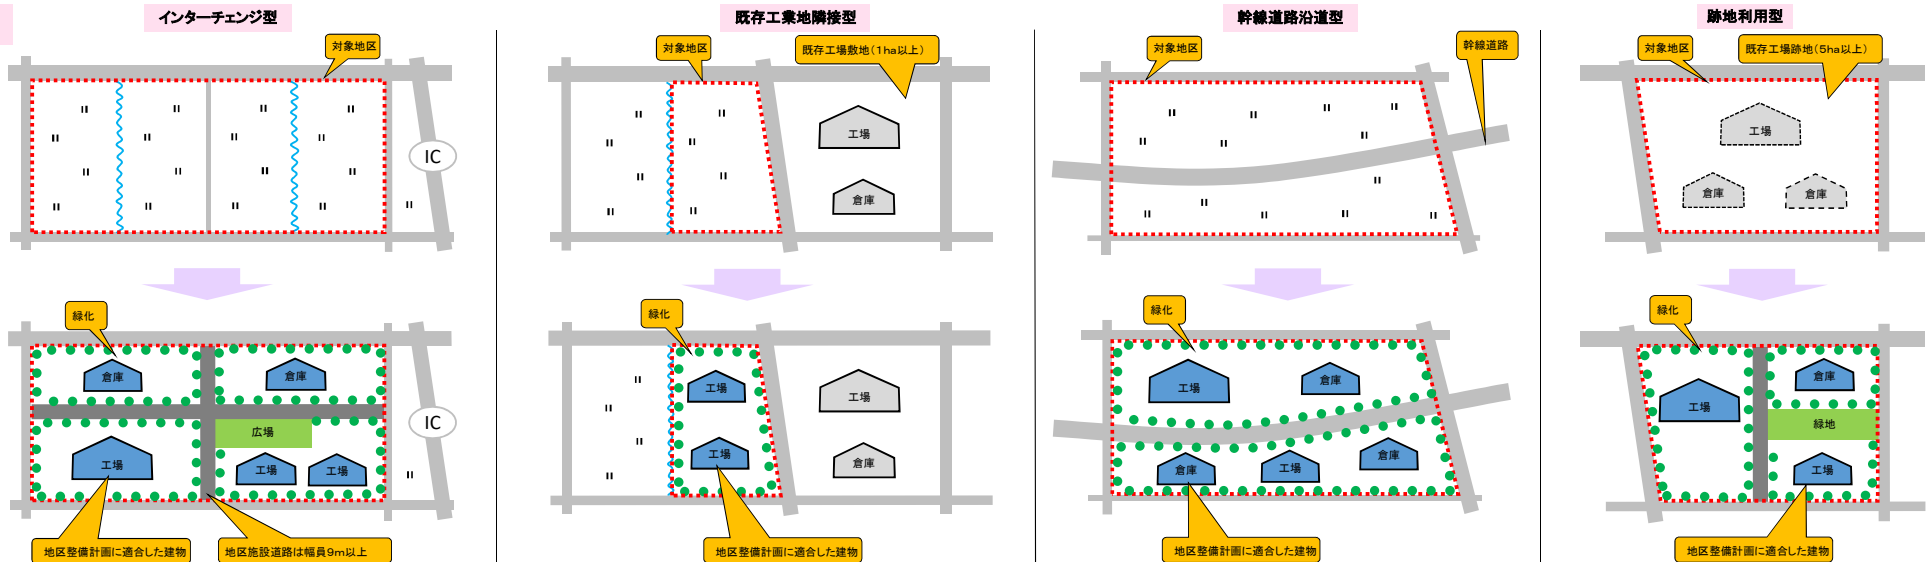 インターチェンジ型
対象地区
IC
緑化
倉庫
倉庫
広場
工場
工場
工場
IC
地区整備計画に適合した建物
地区施設道路は幅員9m以上
既存工業地隣接型
対象地区
既存工場敷地(1ha以上)
工場
倉庫
緑化
工場
工場
工場
倉庫
地区整備計画に適合した建物
幹線道路沿道型
対象地区
幹線道路
緑化
工場
倉庫
倉庫
工場
倉庫
地区整備計画に適合した建物
跡地利用型
対象地区
既存工場跡地(5ha以上)
工場
倉庫
倉庫
緑化
倉庫
工場
緑地
工場
地区整備計画に適合した建物